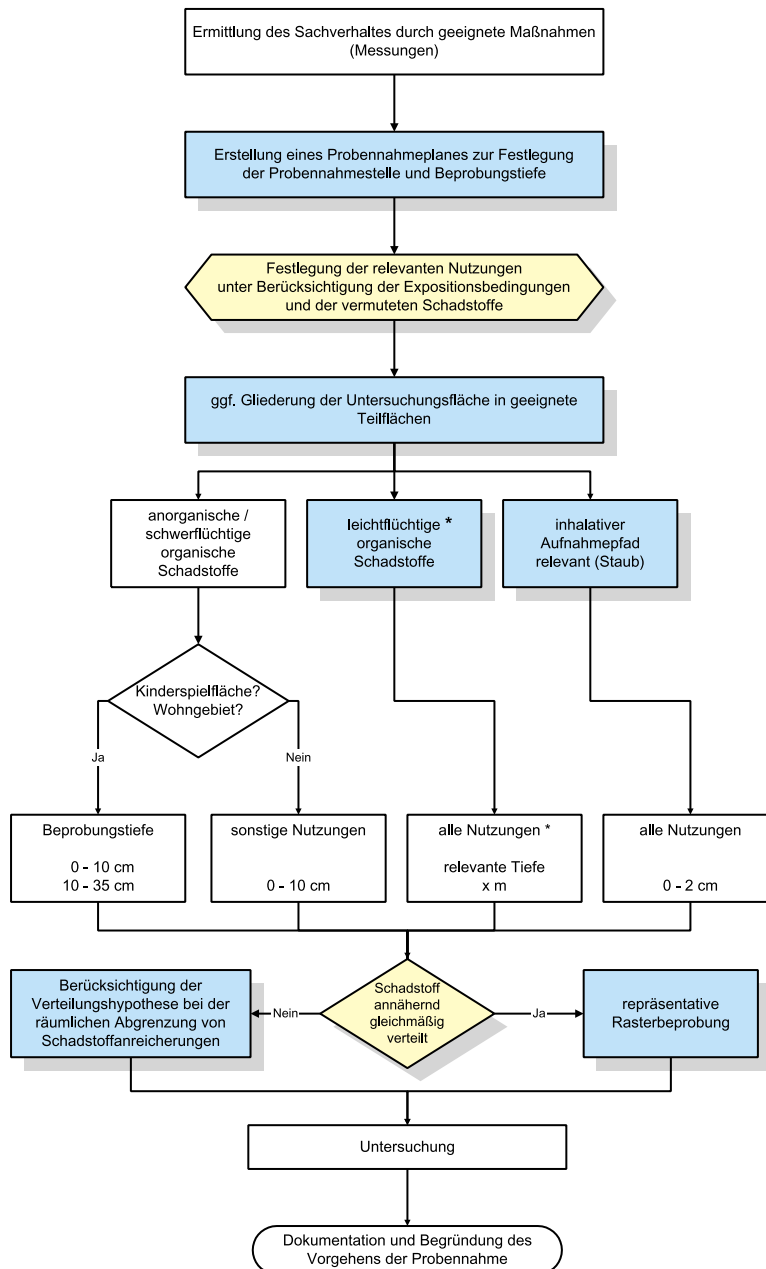 Ermittlung des Sachverhaltes durch geeignete Maßnahmen
(Messungen)
Erstellung eines Probennahmeplanes zur Festlegung
der Probennahmestelle und Beprobungstiefe
Festlegung der relevanten Nutzungen
unter Berücksichtigung der Expositionsbedingungen
und der vermuteten Schadstoffe
ggf. Gliederung der Untersuchungsfläche in geeignete
Teilflächen
anorganische /
schwerflüchtige
organische
Schadstoffe
leichtflüchtige *
organische
Schadstoffe
inhalativer
Aufnahmepfad
relevant (Staub)
Kinderspielfläche?
Wohngebiet?
Ja
Nein
Beprobungstiefe
0 - 10 cm
10 - 35 cm
sonstige Nutzungen
0 - 10 cm
alle Nutzungen *
relevante Tiefe
x m
alle Nutzungen
0 - 2 cm
Berücksichtigung der
Verteilungshypothese bei der
räumlichen Abgrenzung von
Schadstoffanreicherungen
Nein
Schadstoff
annähernd
gleichmäßig
verteilt
Ja
repräsentative
Rasterbeprobung
Untersuchung
Dokumentation und Begründung des
Vorgehens der Probennahme